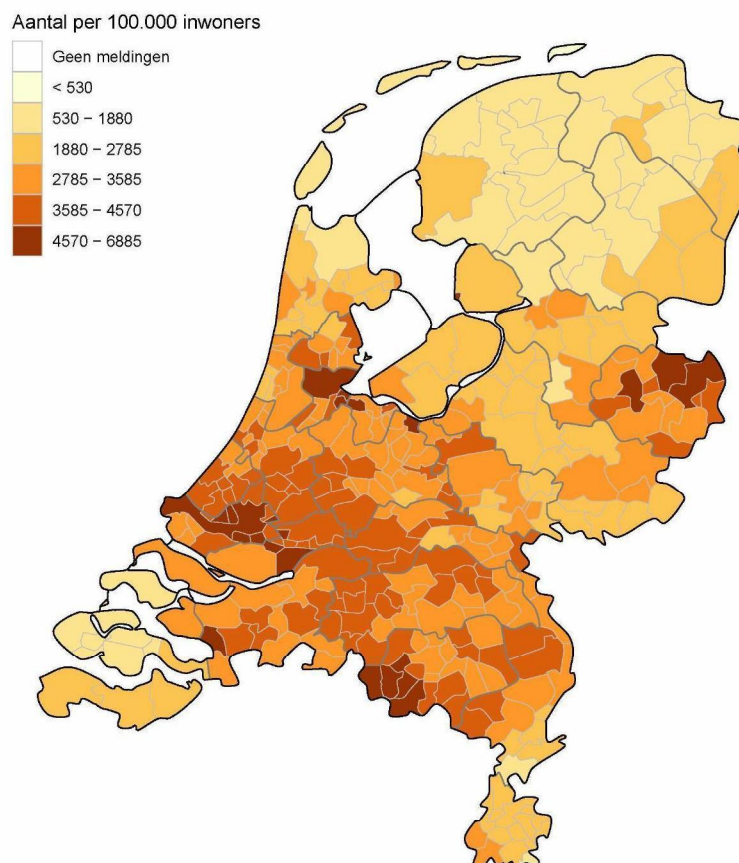 Aantal per 100.000 inwoners
Geen meldingen
< 530
530 − 1880
1880 − 2785
2785 − 3585
3585 − 4570
4570 − 6885